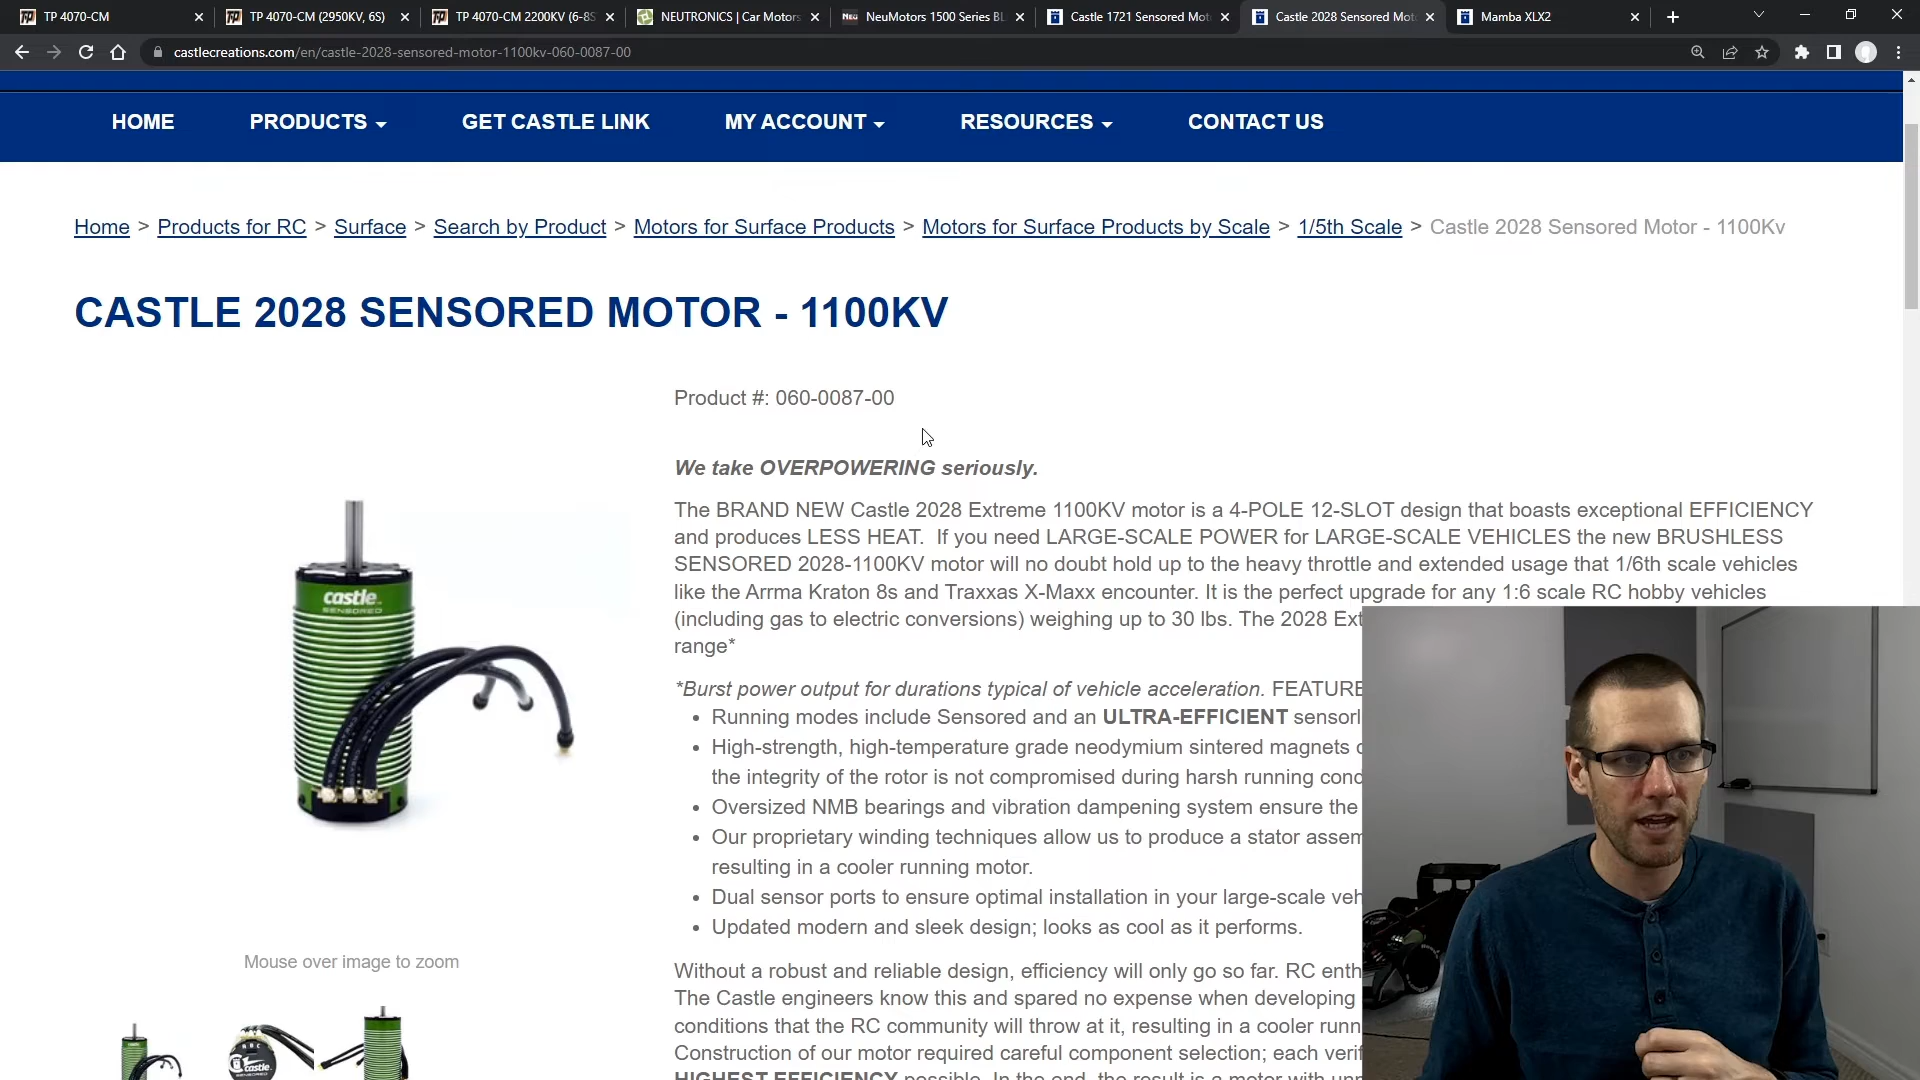 TP 4070-CM
TP 4070-CM (2950KV, 6S)
TP 4070-CM 2200KV (6-8S
NEUTRONICS | Car Motors
NeuMotors 1500 Series BL
Castle 1721 Sensored Mot
Castle 2028 Sensored Mot
Mamba XLX2
castlecreations.com/en/castle-2028-sensored-motor-1100kv-060-0087-00
HOME PRODUCTS GET CASTLE LINK MY ACCOUNT RESOURCES CONTACT US
Home > Products for RC > Surface > Search by Product > Motors for Surface Products > Motors for Surface Products by Scale > 1/5th Scale > Castle 2028 Sensored Motor - 1100Kv
CASTLE 2028 SENSORED MOTOR - 1100KV
Product #: 060-0087-00
We take OVERPOWERING seriously.
The BRAND NEW Castle 2028 Extreme 1100KV motor is a 4-POLE 12-SLOT design that boasts exceptional EFFICIENCY
and produces LESS HEAT. If you need LARGE-SCALE POWER for LARGE-SCALE VEHICLES the new BRUSHLESS
SENSORED 2028-1100KV motor will no doubt hold up to the heavy throttle and extended usage that 1/6th scale vehicles
like the Arrma Kraton 8s and Traxxas X-Maxx encounter. It is the perfect upgrade for any 1:6 scale RC hobby vehicles
(including gas to electric conversions) weighing up to 30 lbs. The 2028 Ext
range*
*Burst power output for durations typical of vehicle acceleration. FEATURE
• Running modes include Sensored and an ULTRA-EFFICIENT sensorl
• High-strength, high-temperature grade neodymium sintered magnets
the integrity of the rotor is not compromised during harsh running cond
• Oversized NMB bearings and vibration dampening system ensure the
• Our proprietary winding techniques allow us to produce a stator assem
resulting in a cooler running motor.
• Dual sensor ports to ensure optimal installation in your large-scale veh
• Updated modern and sleek design; looks as cool as it performs.
Without a robust and reliable design, efficiency will only go so far. RC enth
The Castle engineers know this and spared no expense when developing
conditions that the RC community will throw at it, resulting in a cooler runn
Construction of our motor required careful component selection; each verif
HIGHEST EFFICIENCY possible. In the end, the result is a motor with
castle
SENSORED
Mouse over image to zoom
castle